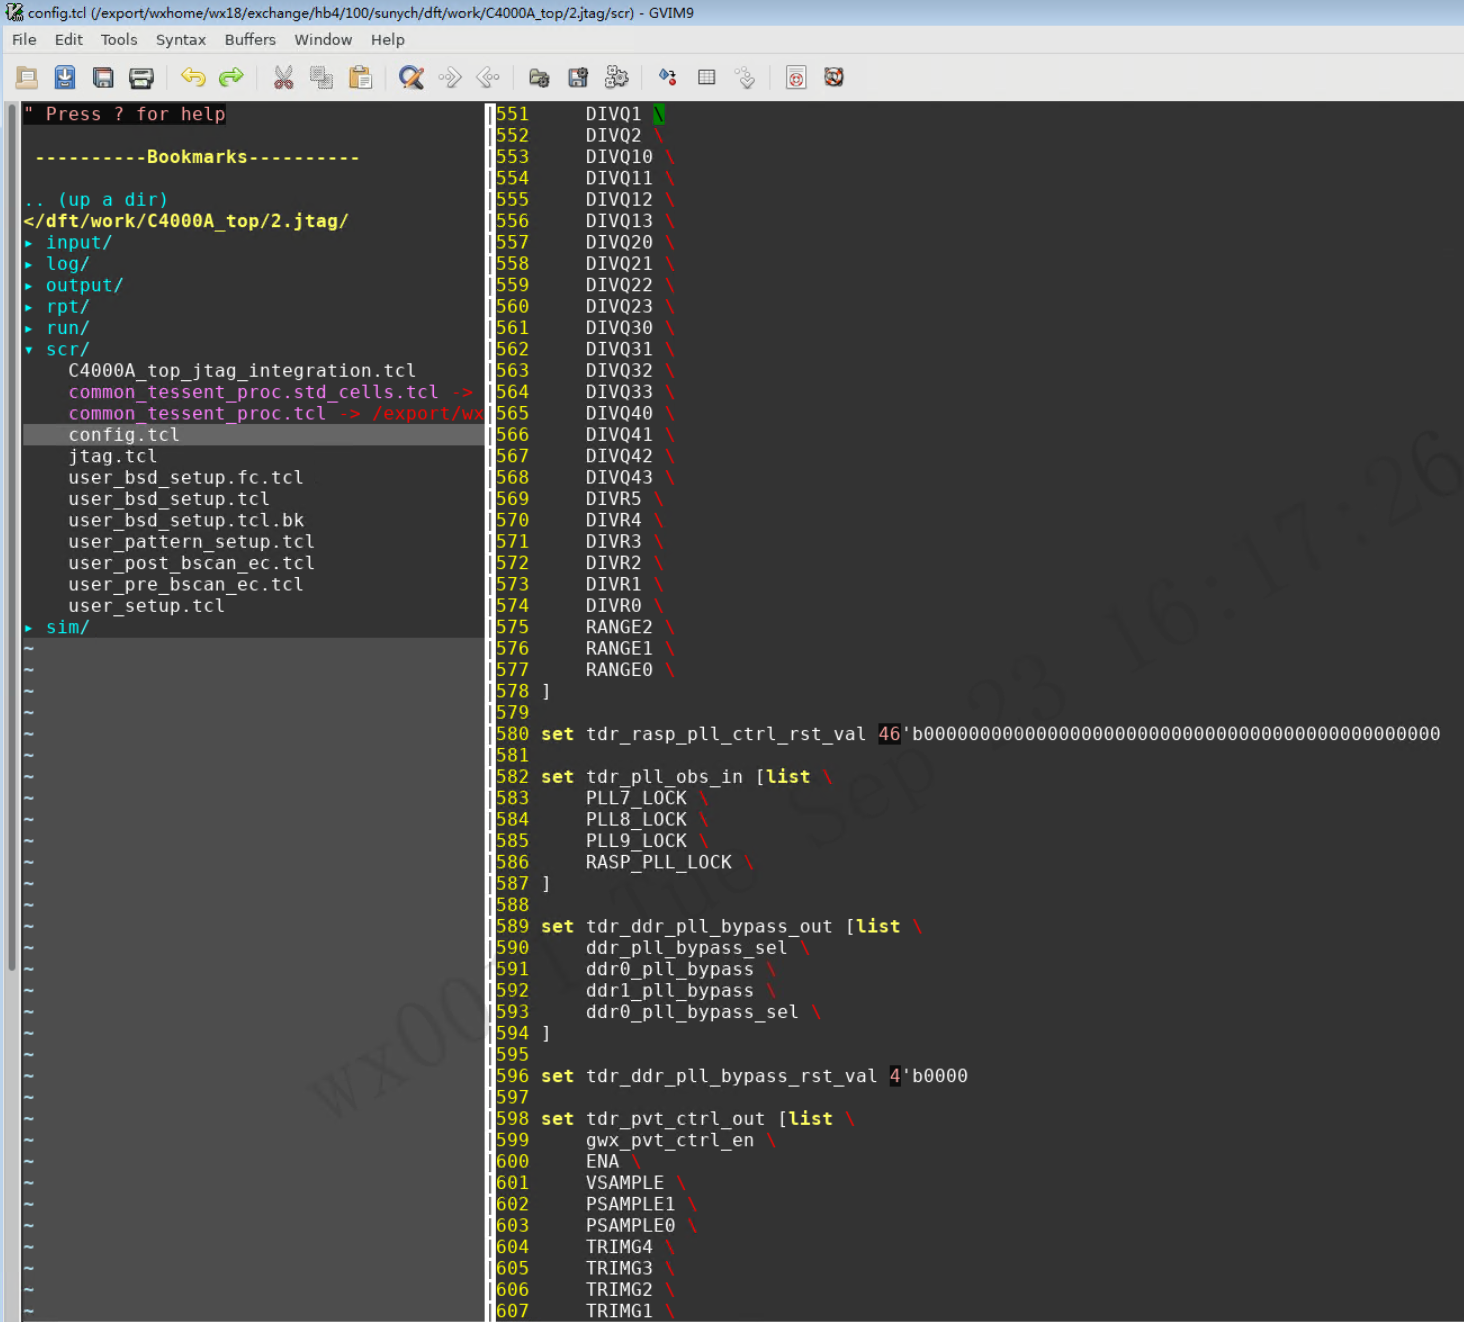 config.tcl (/export/wxhome/wx18/exchange/hb4/100/sunych/dft/work/C4000A_top/2.jtag/scr) - GVIM9
File Edit Tools Syntax Buffers Window Help
" Press ? for help
----------Bookmarks----------
.. (up a dir)
</dft/work/C4000A_top/2.jtag/
▸ input/
▸ log/
▸ output/
▸ rpt/
▸ run/
▾ scr/
C4000A_top_jtag_integration.tcl
common_tessent_proc.std_cells.tcl ->
common_tessent_proc.tcl -> /export/wx
config.tcl
jtag.tcl
user_bsd_setup.fc.tcl
user_bsd_setup.tcl
user_bsd_setup.tcl.bk
user_pattern_setup.tcl
user_post_bscan_ec.tcl
user_pre_bscan_ec.tcl
user_setup.tcl
▸ sim/
551 DIVQ1 \
552 DIVQ2 \
553 DIVQ10 \
554 DIVQ11 \
555 DIVQ12 \
556 DIVQ13 \
557 DIVQ20 \
558 DIVQ21 \
559 DIVQ22 \
560 DIVQ23 \
561 DIVQ30 \
562 DIVQ31 \
563 DIVQ32 \
564 DIVQ33 \
565 DIVQ40 \
566 DIVQ41 \
567 DIVQ42 \
568 DIVQ43 \
569 DIVR5 \
570 DIVR4 \
571 DIVR3 \
572 DIVR2 \
573 DIVR1 \
574 DIVR0 \
575 RANGE2 \
576 RANGE1 \
577 RANGE0 \
578 ]
579
580 set tdr_rasp_pll_ctrl_rst_val 46'b0000000000000000000000000000000000000000000000
581
582 set tdr_pll_obs_in [list \
583 PLL7_LOCK \
584 PLL8_LOCK \
585 PLL9_LOCK \
586 RASP_PLL_LOCK \
587 ]
588
589 set tdr_ddr_pll_bypass_out [list \
590 ddr_pll_bypass_sel \
591 ddr0_pll_bypass \
592 ddr1_pll_bypass \
593 ddr0_pll_bypass_sel \
594 ]
595
596 set tdr_ddr_pll_bypass_rst_val 4'b0000
597
598 set tdr_pvt_ctrl_out [list \
599 gwx_pvt_ctrl_en \
600 ENA \
601 VSAMPLE \
602 PSAMPLE1 \
603 PSAMPLE0 \
604 TRIMG4 \
605 TRIMG3 \
606 TRIMG2 \
607 TRIMG1 \
Tue Sep 23 16:17:26